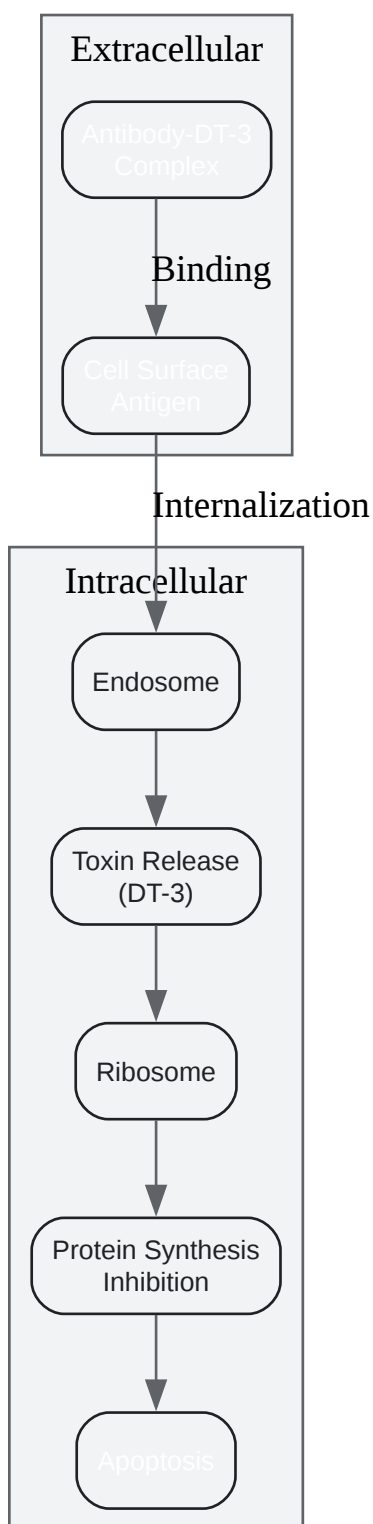 Extracellular
Antibody-DT-3
Complex
Binding
Cell Surface
Antigen
Internalization
Intracellular
Endosome
Toxin Release
(DT-3)
Ribosome
Protein Synthesis
Inhibition
Apoptosis